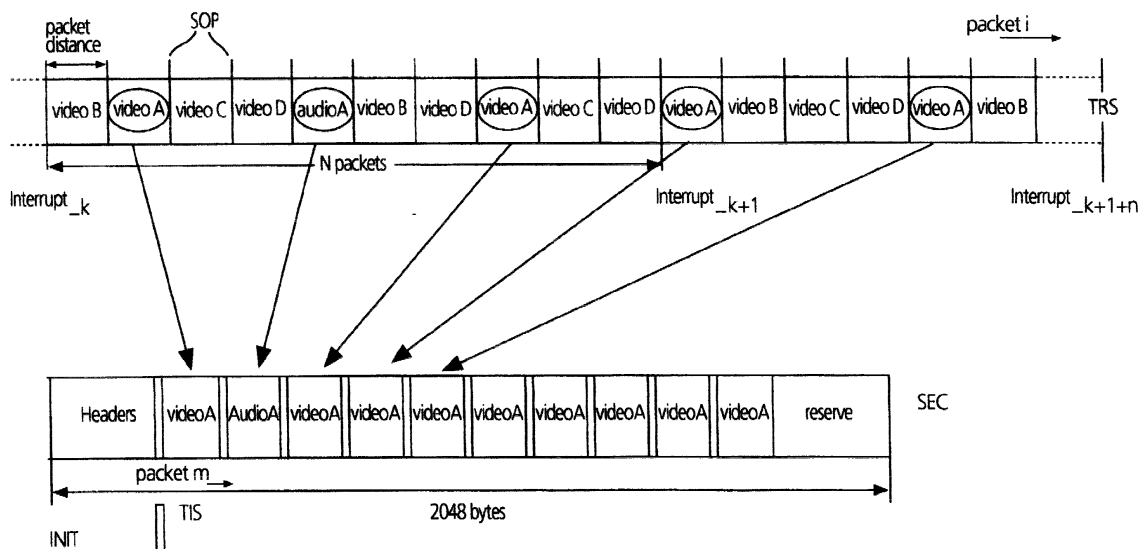 packet
distance
SOP
packet i
video B video A video C video D audioA video B video D video A video C video D video A video B video C video D video A video B TRS
N packets
Interrupt_k Interrupt_k+1 Interrupt_k+1+n
Headers videoA AudioA videoA videoA videoA videoA videoA videoA videoA videoA reserve SEC
packet m
2048 bytes
TIS
INIT